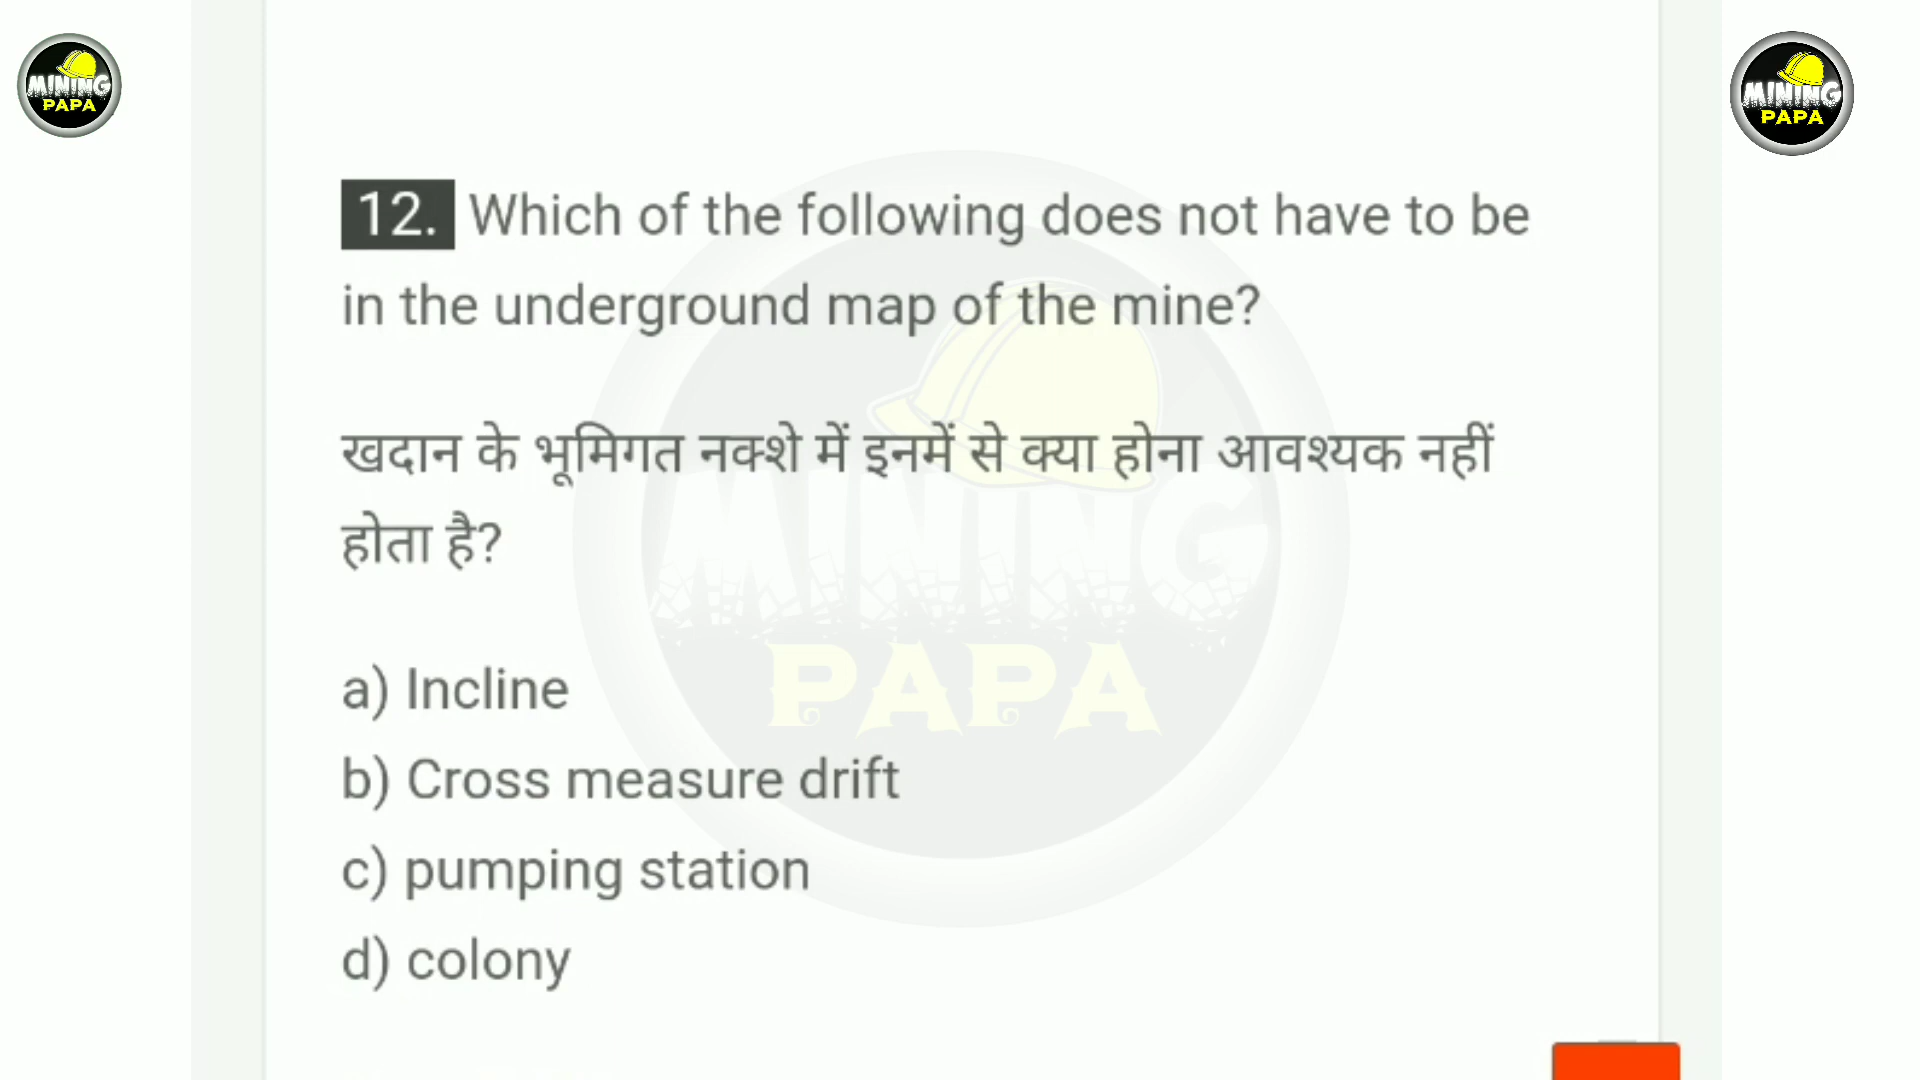 MINING
PAPA
MINING
PAPA
12. Which of the following does not have to be
in the underground map of the mine?
खदान के भूमिगत नक्शे में इनमें से क्या होना आवश्यक नहीं
होता है?
MINING
PAPA
a) Incline
b) Cross measure drift
c) pumping station
d) colony